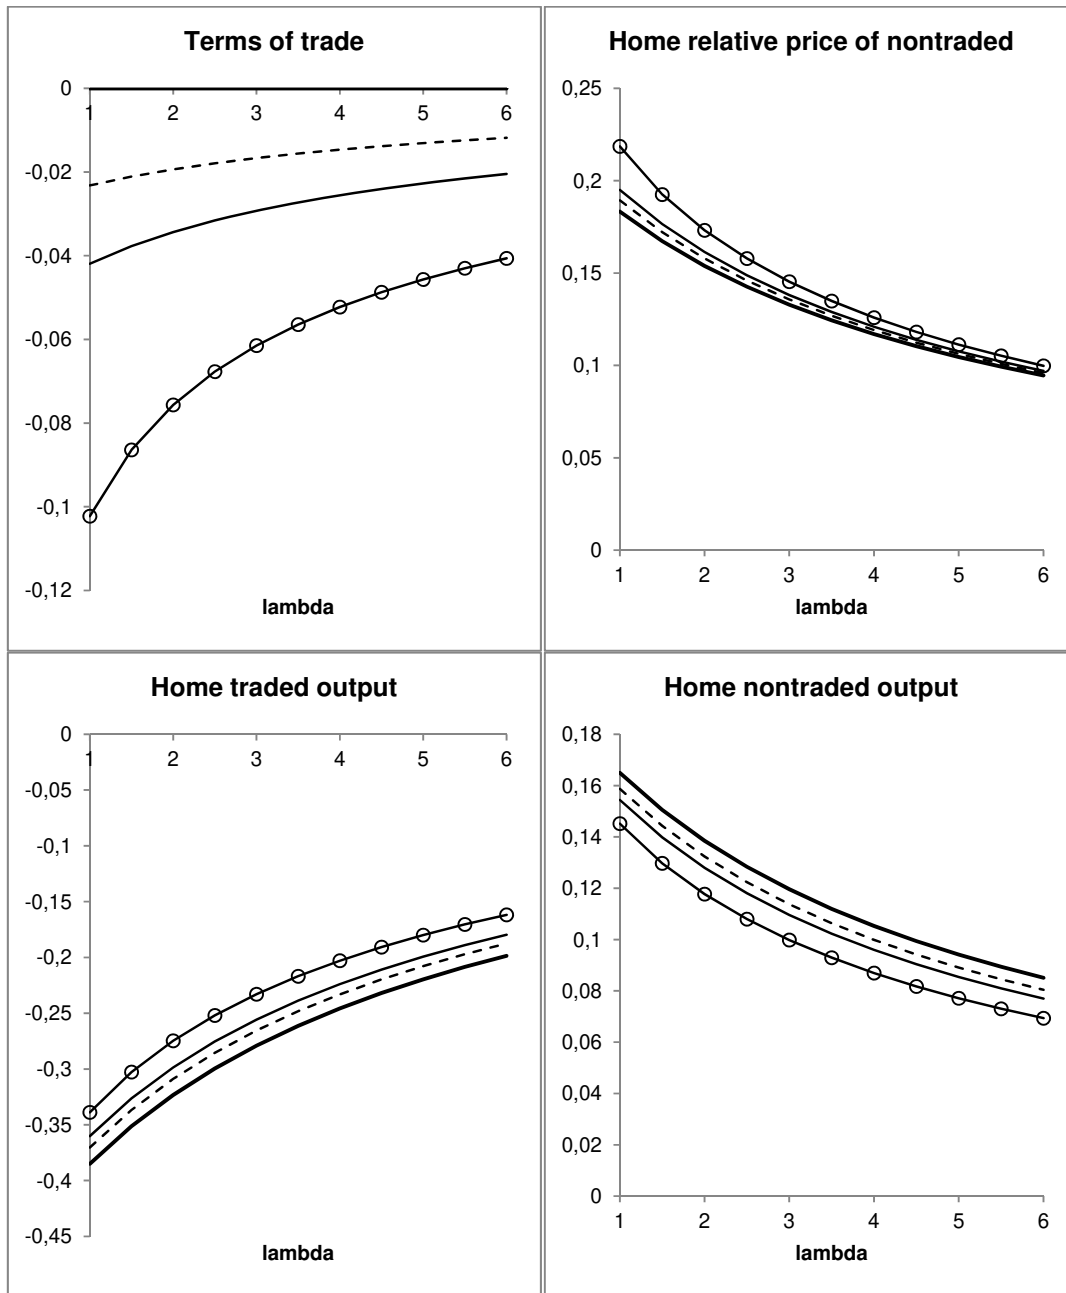 Terms of trade
0
1 2 3 4 5 6
-0,02
-0,04
-0,06
-0,08
-0,1
-0,12
lambda
Home relative price of nontraded
0,25
0,2
0,15
0,1
0,05
0
1 2 3 4 5 6
lambda
Home traded output
0
1 2 3 4 5 6
-0,05
-0,1
-0,15
-0,2
-0,25
-0,3
-0,35
-0,4
-0,45
lambda
Home nontraded output
0,18
0,16
0,14
0,12
0,1
0,08
0,06
0,04
0,02
0
1 2 3 4 5 6
lambda